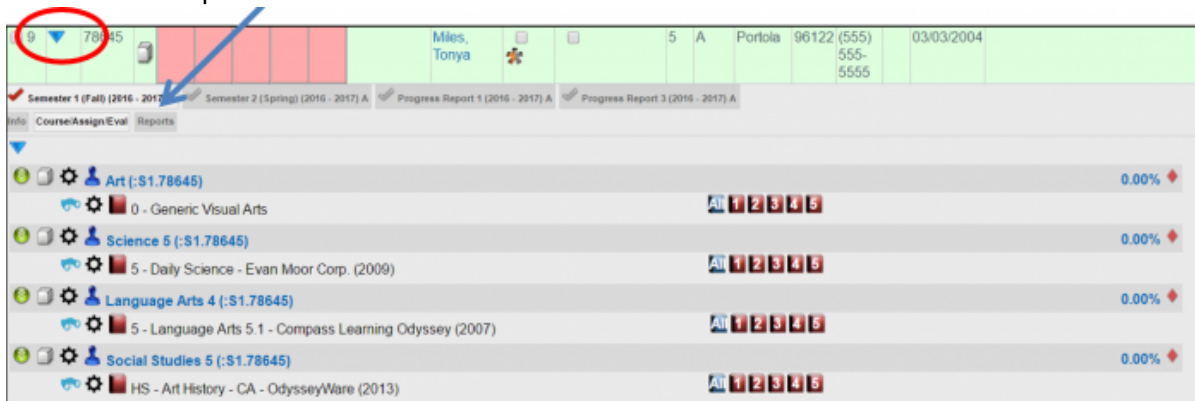 9 78645 Miles, Tonya 5 A Portola 96122 (555) 555-5555 03/03/2004
Semester 1 (Fall) (2016 - 2017) Semester 2 (Spring) (2016 - 2017) A Progress Report 1 (2016 - 2017) A Progress Report 3 (2016 - 2017) A
Info Course/Assign/Eval Reports
Art (:S1.78645) 0.00%
0 - Generic Visual Arts All 1 2 3 4 5
Science 5 (:S1.78645) 0.00%
5 - Daily Science - Evan Moor Corp. (2009) All 1 2 3 4 5
Language Arts 4 (:S1.78645) 0.00%
5 - Language Arts 5.1 - Compass Learning Odyssey (2007) All 1 2 3 4 5
Social Studies 5 (:S1.78645) 0.00%
HS - Art History - CA - OdysseyWare (2013) All 1 2 3 4 5